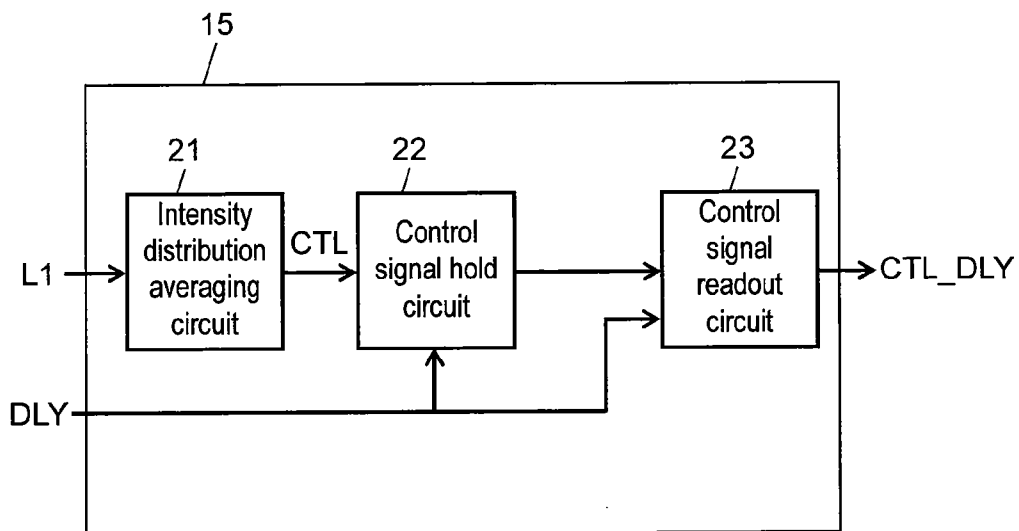 15
21
Intensity
distribution
averaging
circuit
L1
CTL
22
Control
signal hold
circuit
23
Control
signal
readout
circuit
CTL_DLY
DLY